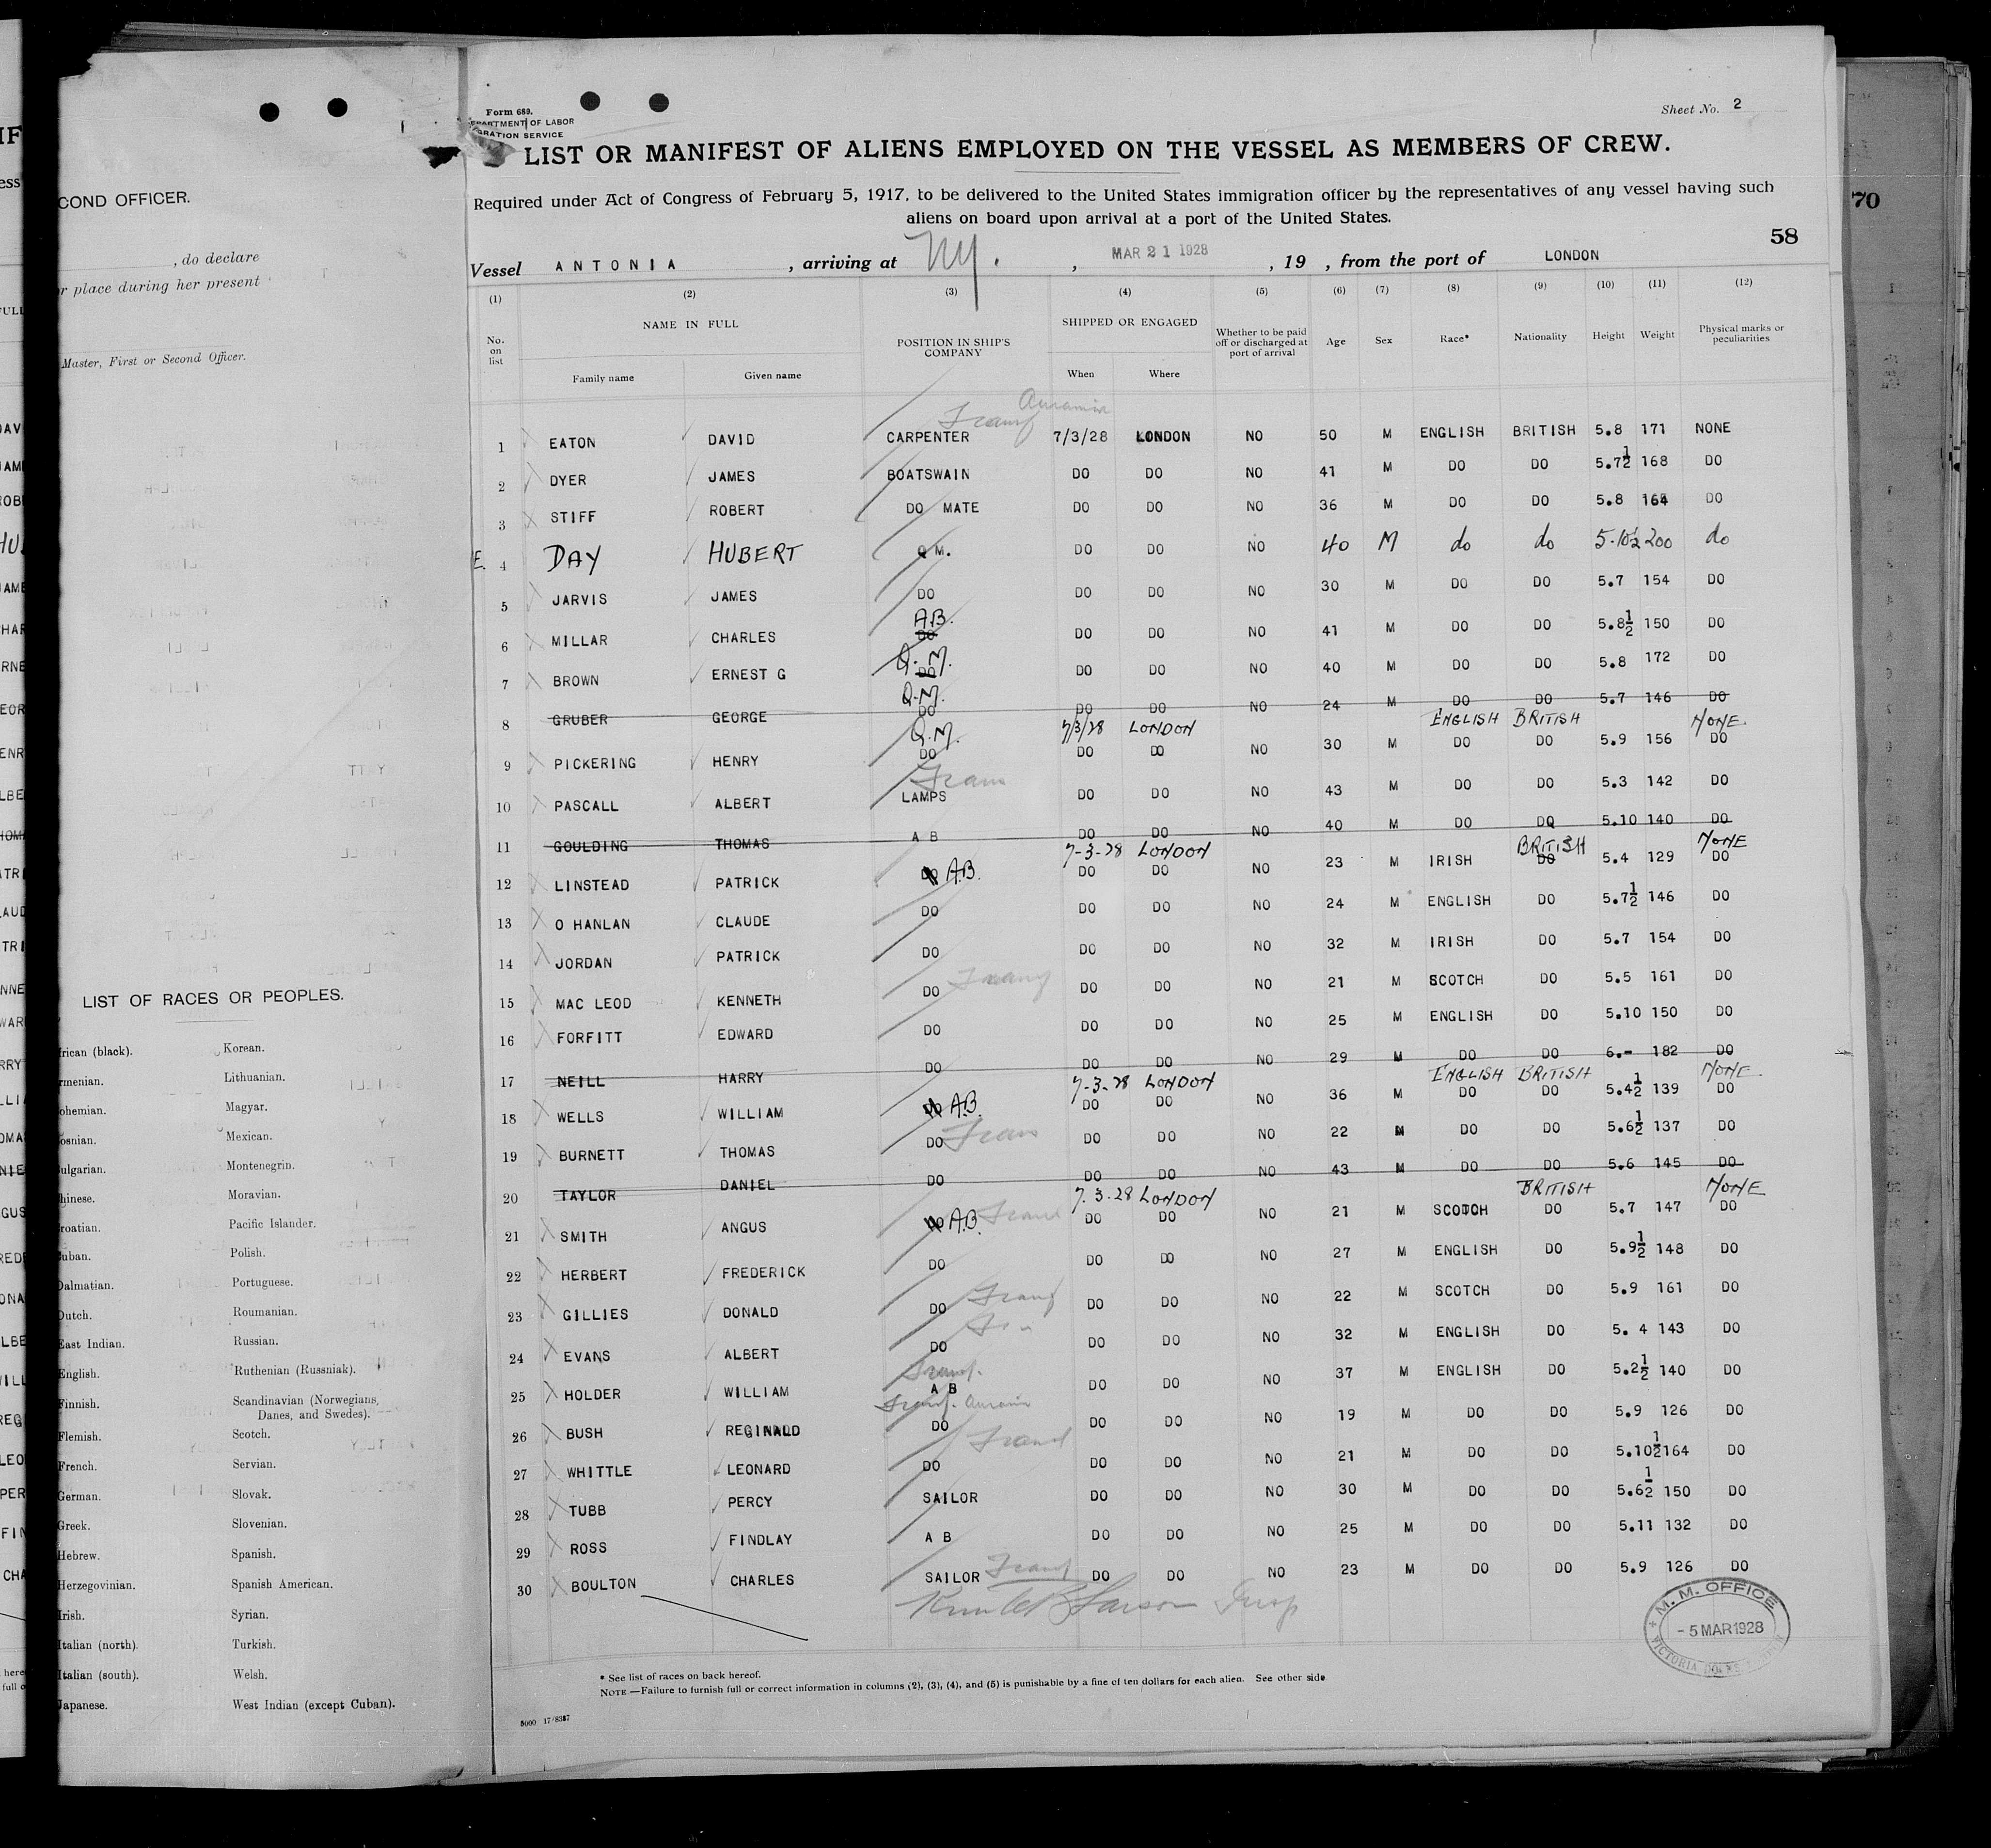 COND OFFICER.
, do declare
r place during her present
Master, First or Second Officer.
LIST OF RACES OR PEOPLES.
frican (black). Korean.
rmenian. Lithuanian.
ohemian. Magyar.
osnian. Mexican.
ulgarian. Montenegrin.
hinese. Moravian.
roatian. Pacific Islander.
uban. Polish.
Dalmatian. Portuguese.
Dutch. Roumanian.
East Indian. Russian.
English. Ruthenian (Russniak).
Finnish. Scandinavian (Norwegians,
Danes, and Swedes).
Flemish. Scotch.
French. Servian.
German. Slovak.
Greek. Slovenian.
Hebrew. Spanish.
Herzegovinian. Spanish American.
Irish. Syrian.
Italian (north). Turkish.
Italian (south). Welsh.
Japanese. West Indian (except Cuban).
Form 689.
DEPARTMENT OF LABOR
GRATION SERVICE
Sheet No. 2
LIST OR MANIFEST OF ALIENS EMPLOYED ON THE VESSEL AS MEMBERS OF CREW.
Required under Act of Congress of February 5, 1917, to be delivered to the United States immigration officer by the representatives of any vessel having such
aliens on board upon arrival at a port of the United States.
70
58
Vessel ANTONIA , arriving at NY. , MAR 21 1928 , 19 , from the port of LONDON
(1) (2) (3) (4) (5) (6) (7) (8) (9) (10) (11) (12)
No. on list NAME IN FULL POSITION IN SHIP'S COMPANY SHIPPED OR ENGAGED Whether to be paid off or discharged at port of arrival Age Sex Race* Nationality Height Weight Physical marks or peculiarities
Family name Given name When Where
Transf Aurania
1 EATON DAVID CARPENTER 7/3/28 LONDON NO 50 M ENGLISH BRITISH 5.8 171 NONE
2 DYER JAMES BOATSWAIN DO DO NO 41 M DO DO 5.7½ 168 DO
3 STIFF ROBERT DO MATE DO DO NO 36 M DO DO 5.8 164 DO
E. 4 DAY HUBERT Q M. DO DO NO 40 M do do 5-10½ 200 do
5 JARVIS JAMES DO DO DO NO 30 M DO DO 5.7 154 DO
6 MILLAR CHARLES DO A.B. DO DO NO 41 M DO DO 5.8½ 150 DO
7 BROWN ERNEST G DO Q.M. DO DO NO 40 M DO DO 5.8 172 DO
8 GRUBER GEORGE DO Q.M. DO DO NO 24 M DO DO 5.7 146 DO
Q.M. 7/3/28 LONDON ENGLISH BRITISH NONE.
9 PICKERING HENRY DO DO DO NO 30 M DO DO 5.9 156 DO
Trans
10 PASCALL ALBERT LAMPS DO DO NO 43 M DO DO 5.3 142 DO
11 GOULDING THOMAS A B DO DO NO 40 M DO DO 5.10 140 DO
7-3-28 LONDON BRITISH NONE
12 LINSTEAD PATRICK DO A.B. DO DO NO 23 M IRISH DO 5.4 129 DO
13 O HANLAN CLAUDE DO DO DO NO 24 M ENGLISH DO 5.7½ 146 DO
14 JORDAN PATRICK DO DO DO NO 32 M IRISH DO 5.7 154 DO
Transf
15 MAC LEOD KENNETH DO DO DO NO 21 M SCOTCH DO 5.5 161 DO
16 FORFITT EDWARD DO DO DO NO 25 M ENGLISH DO 5.10 150 DO
17 NEILL HARRY DO DO DO NO 29 M DO DO 6.- 182 DO
7-3-28 LONDON ENGLISH BRITISH NONE.
18 WELLS WILLIAM DO A.B. DO DO NO 36 M DO DO 5.4½ 139 DO
Trans
19 BURNETT THOMAS DO DO DO NO 22 M DO DO 5.6½ 137 DO
20 TAYLOR DANIEL DO DO DO NO 43 M DO DO 5.6 145 DO
7.3.28 LONDON BRITISH NONE
21 SMITH ANGUS DO A.B. Transf DO DO NO 21 M SCOTCH DO 5.7 147 DO
22 HERBERT FREDERICK DO DO DO NO 27 M ENGLISH DO 5.9½ 148 DO
23 GILLIES DONALD DO Transf DO DO NO 22 M SCOTCH DO 5.9 161 DO
24 EVANS ALBERT DO DO DO NO 32 M ENGLISH DO 5. 4 143 DO
Transf.
25 HOLDER WILLIAM A B DO DO NO 37 M ENGLISH DO 5.2½ 140 DO
Transf. Aurania
26 BUSH REGINALD DO DO DO NO 19 M DO DO 5.9 126 DO
Transf
27 WHITTLE LEONARD DO DO DO NO 21 M DO DO 5.10½ 164 DO
28 TUBB PERCY SAILOR DO DO NO 30 M DO DO 5.6½ 150 DO
29 ROSS FINDLAY A B DO DO NO 25 M DO DO 5.11 132 DO
30 BOULTON CHARLES SAILOR Transf DO DO NO 23 M DO DO 5.9 126 DO
M. M. OFFICE
- 5 MAR 1928
VICTORIA DOCKS
* See list of races on back hereof.
NOTE.—Failure to furnish full or correct information in columns (2), (3), (4), and (5) is punishable by a fine of ten dollars for each alien. See other side
5000 17/8357